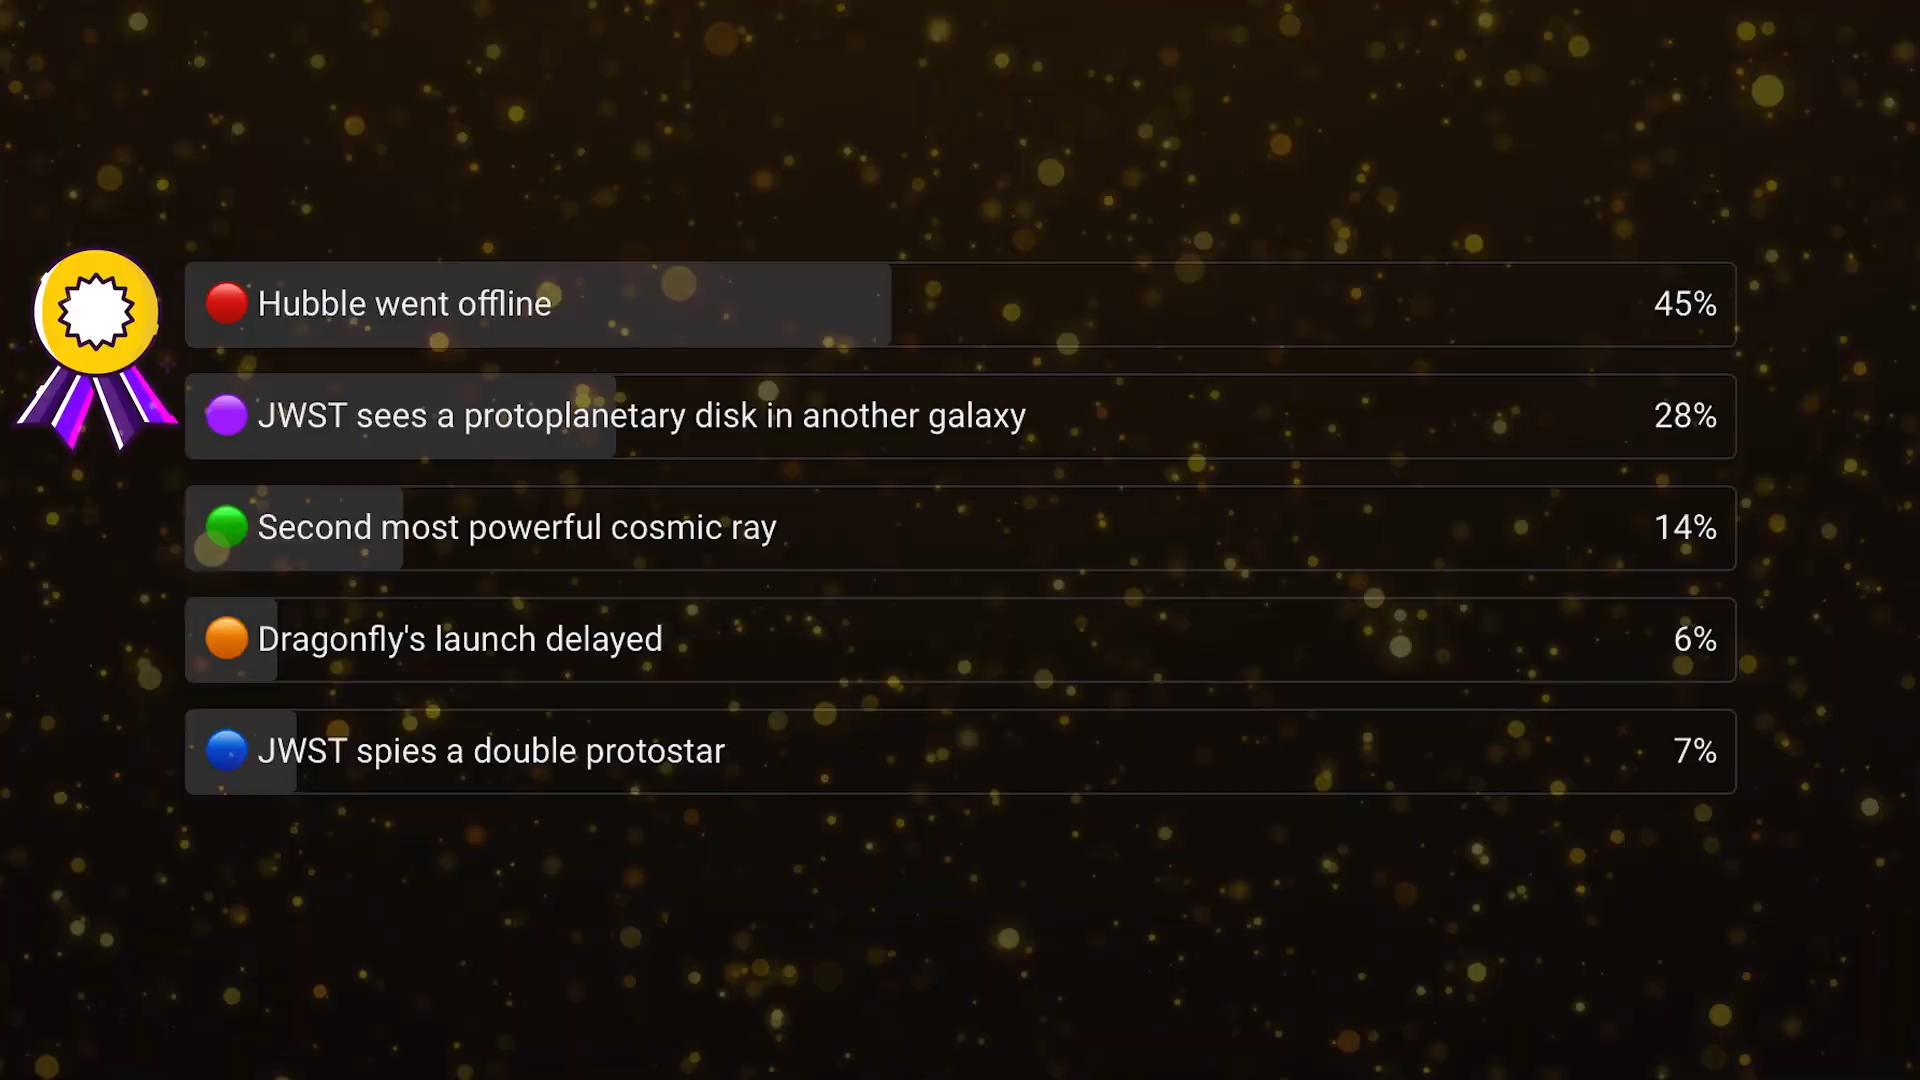 Hubble went offline 45%
JWST sees a protoplanetary disk in another galaxy 28%
Second most powerful cosmic ray 14%
Dragonfly's launch delayed 6%
JWST spies a double protostar 7%